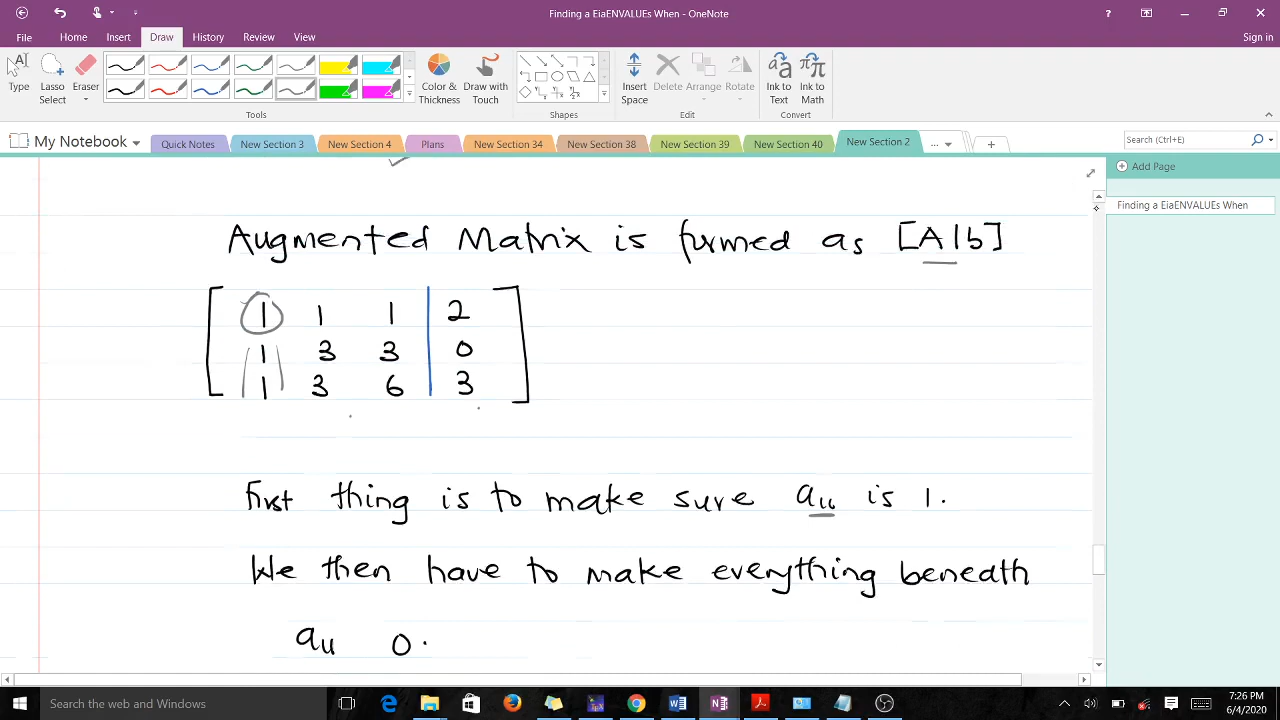 Finding a EiaENVALUEs When - OneNote
File Home Insert Draw History Review View
Sign in
Type
Lasso Select
Eraser
Color & Thickness
Draw with Touch
Insert Space
Delete
Arrange
Rotate
Ink to Text
Ink to Math
Tools
Shapes
Edit
Convert
My Notebook
Quick Notes
New Section 3
New Section 4
Plans
New Section 34
New Section 38
New Section 39
New Section 40
New Section 2
...
Search (Ctrl+E)
Add Page
Finding a EiaENVALUEs When
Augmented Matrix is formed as [A|b]
1 1 1 2
1 3 3 0
1 3 6 3
First thing is to make sure a11 is 1.
We then have to make everything beneath
a11 0.
Search the Web and Windows
7:26 PM
6/4/2020